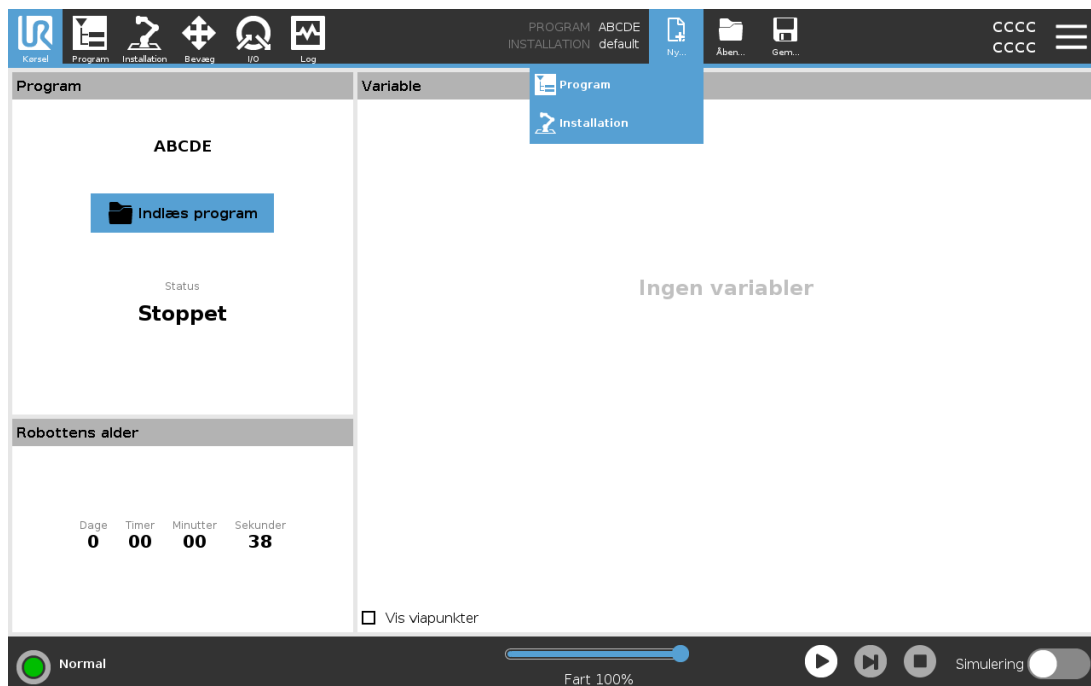 UR
Kørsel
Program
Installation
Bevæg
I/O
Log
PROGRAM ABCDE
INSTALLATION default
Ny...
Åben...
Gem...
CCCC
CCCC
Program
Installation
Program
Variable
ABCDE
Indlæs program
Status
Stoppet
Ingen variabler
Robottens alder
Dage Timer Minutter Sekunder
0 00 00 38
Vis viapunkter
Normal
Fart 100%
Simulering